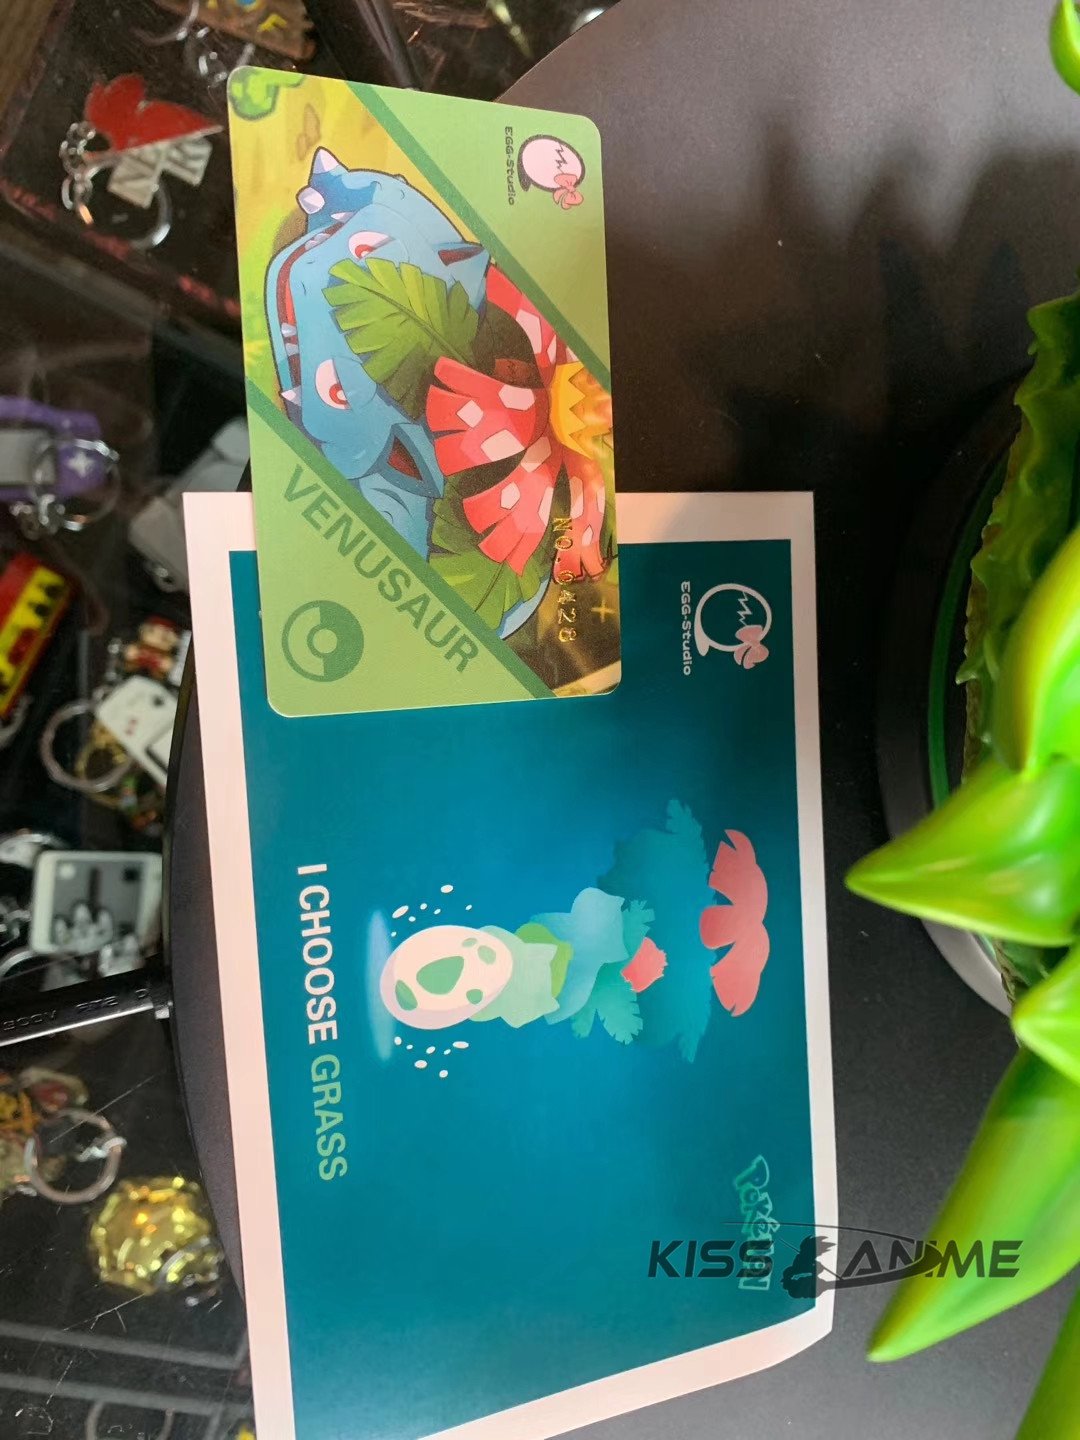 EGG-Studio
VENUSAUR
No.0428
EGG-Studio
I CHOOSE GRASS
POKÉMON
KISS ANIME